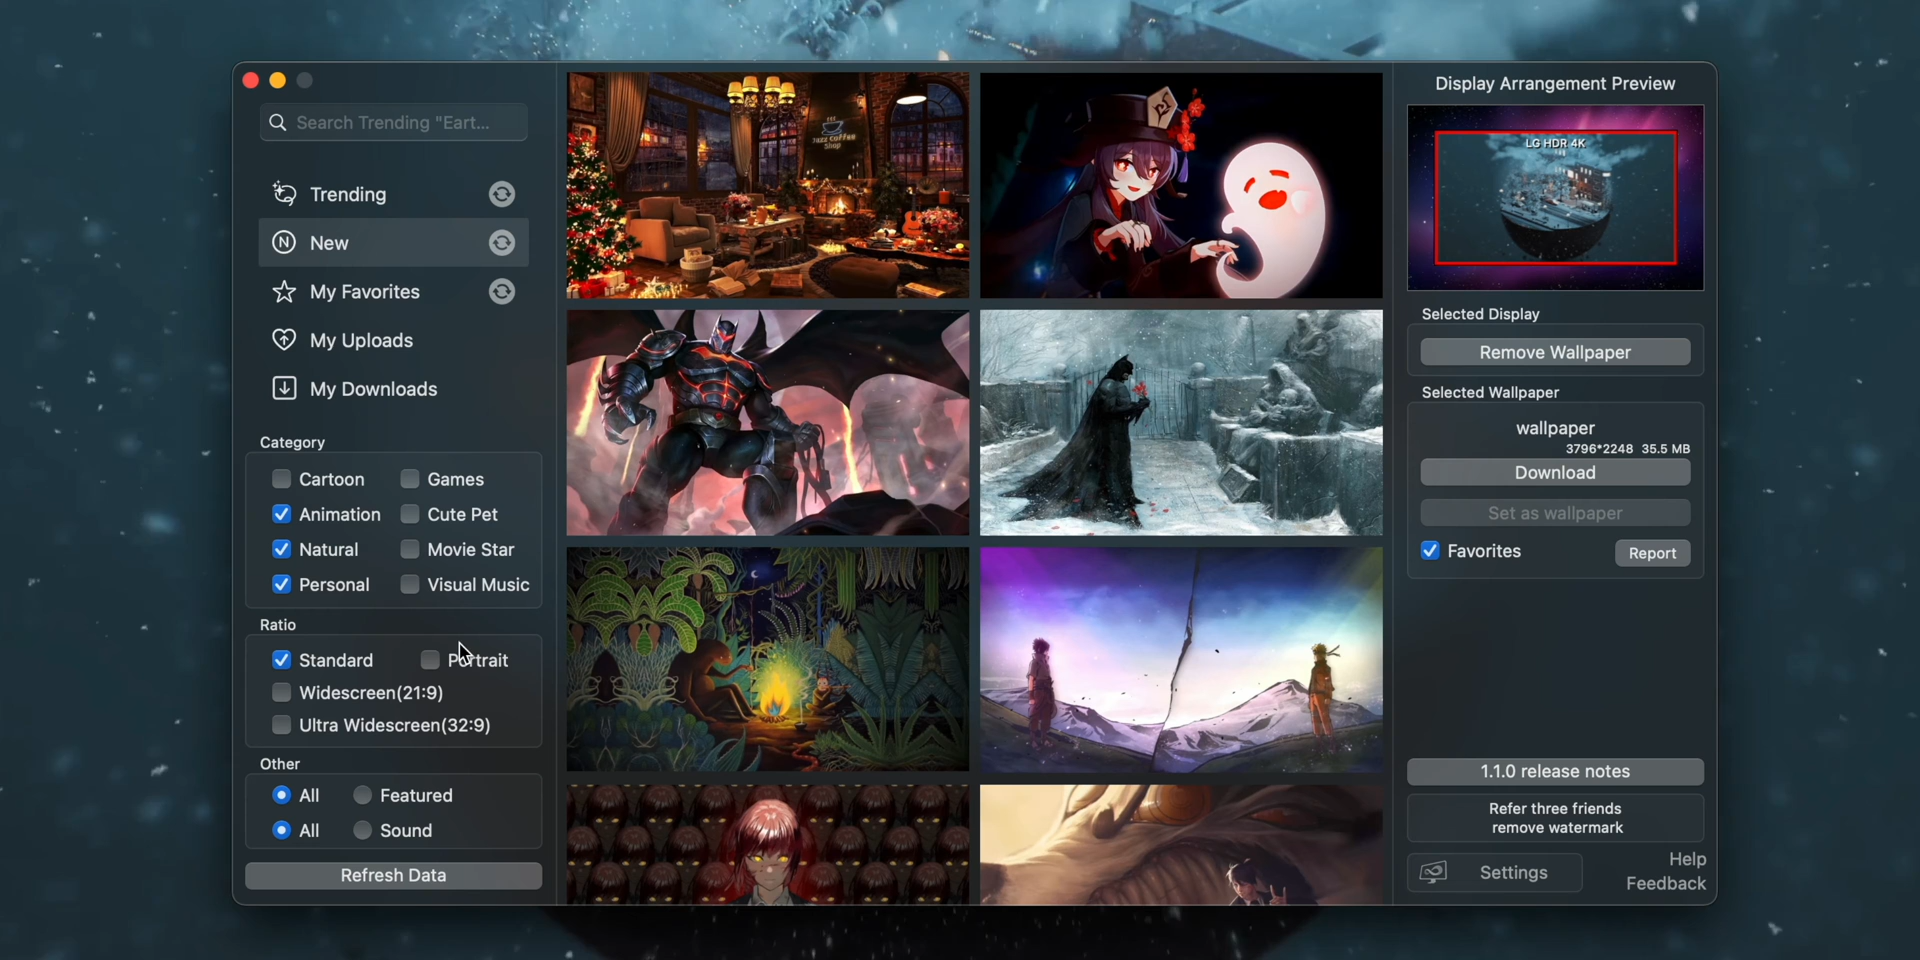 Search Trending "Eart...
Trending
New
My Favorites
My Uploads
My Downloads
Category
Cartoon
Games
Animation
Cute Pet
Natural
Movie Star
Personal
Visual Music
Ratio
Standard
Portrait
Widescreen(21:9)
Ultra Widescreen(32:9)
Other
All
Featured
All
Sound
Refresh Data
Jazz Coffee
Shop
Display Arrangement Preview
LG HDR 4K
Selected Display
Remove Wallpaper
Selected Wallpaper
wallpaper
3796*2248 35.5 MB
Download
Set as wallpaper
Favorites
Report
1.1.0 release notes
Refer three friends
remove watermark
Settings
Help
Feedback